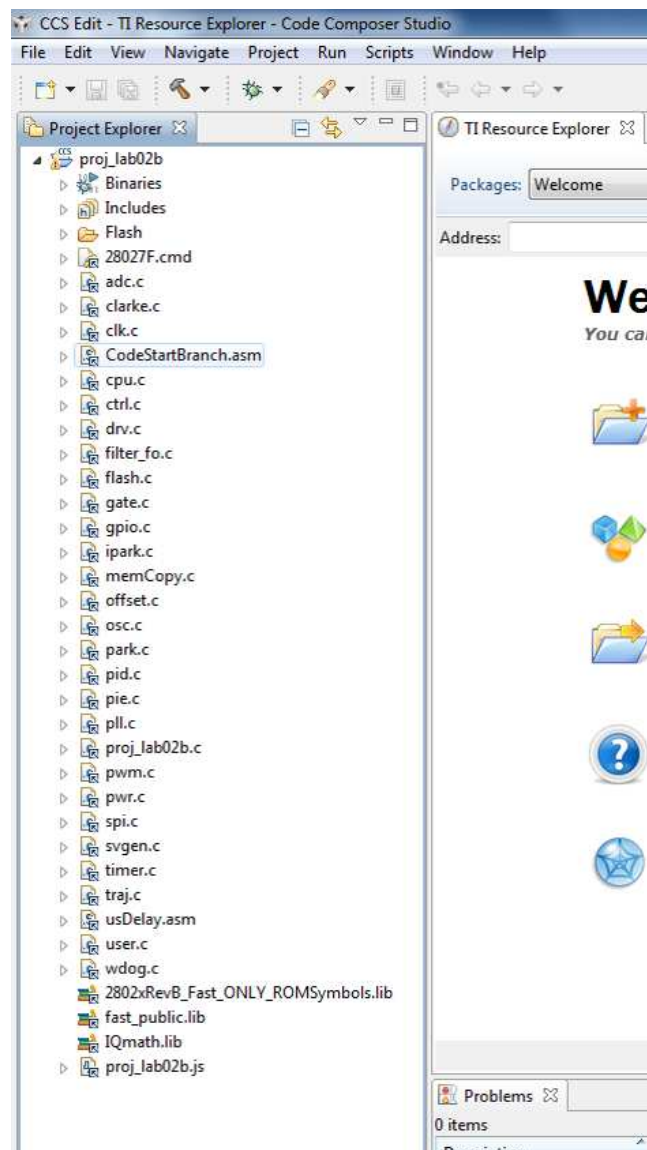 CCS Edit - TI Resource Explorer - Code Composer Studio
File Edit View Navigate Project Run Scripts Window Help
Project Explorer
TI Resource Explorer
CCS
proj_lab02b
Binaries
Includes
Flash
28027F.cmd
adc.c
clarke.c
clk.c
CodeStartBranch.asm
cpu.c
ctrl.c
drv.c
filter_fo.c
flash.c
gate.c
gpio.c
ipark.c
memCopy.c
offset.c
osc.c
park.c
pid.c
pie.c
pll.c
proj_lab02b.c
pwm.c
pwr.c
spi.c
svgen.c
timer.c
traj.c
usDelay.asm
user.c
wdog.c
2802xRevB_Fast_ONLY_ROMSymbols.lib
fast_public.lib
IQmath.lib
proj_lab02b.js
Packages: Welcome
Address:
We
You ca
Problems
0 items